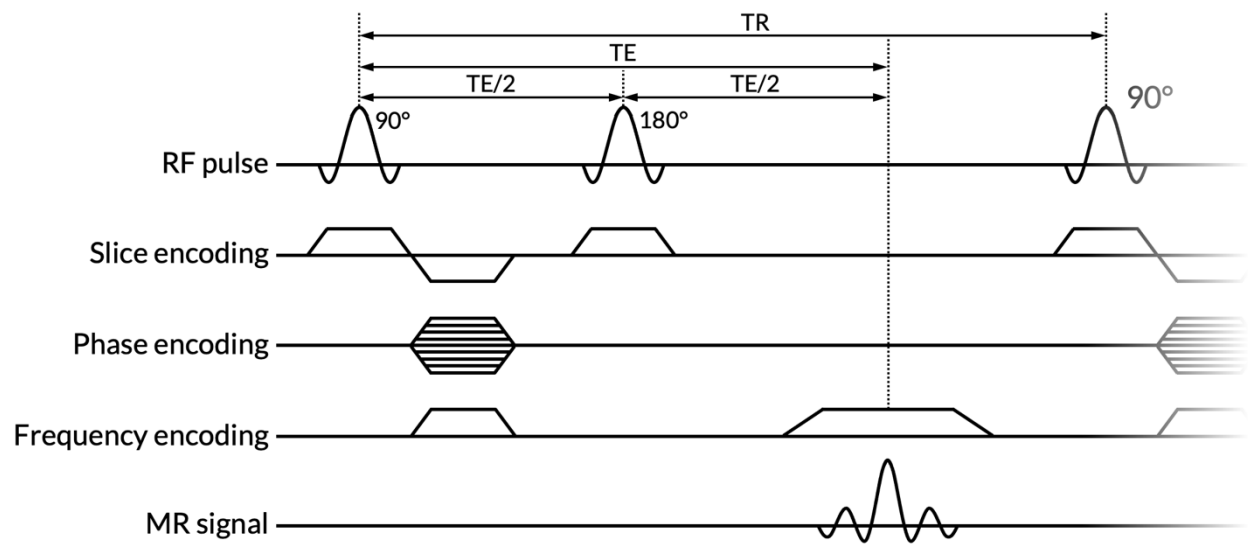 TR
TE
TE/2 TE/2
90° 180° 90°
RF pulse
Slice encoding
Phase encoding
Frequency encoding
MR signal